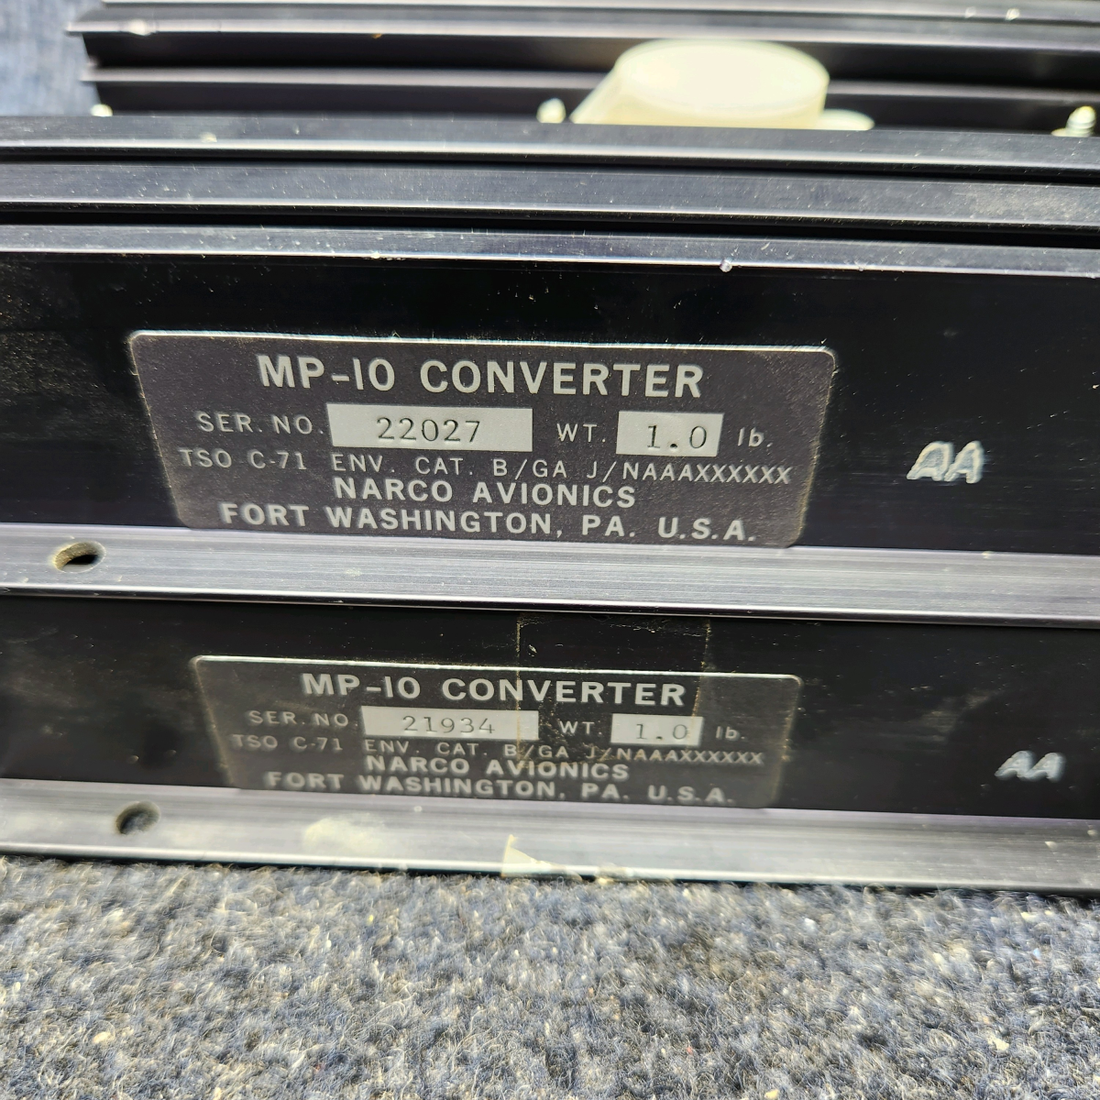 MP-10 CONVERTER
SER. NO. 22027 WT. 1.0 lb.
TSO C-71 ENV. CAT. B/GA J/NAAAXXXXXX
NARCO AVIONICS
FORT WASHINGTON, PA. U.S.A.
AA
MP-10 CONVERTER
SER. NO. 21934 WT. 1.0 lb.
TSO C-71 ENV. CAT. B/GA J/NAAAXXXXXX
NARCO AVIONICS
FORT WASHINGTON, PA. U.S.A.
AA